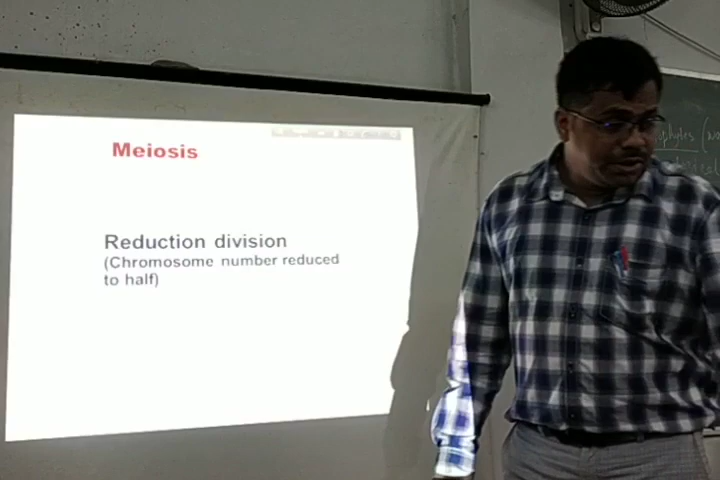 Meiosis
Reduction division
(Chromosome number reduced
to half)